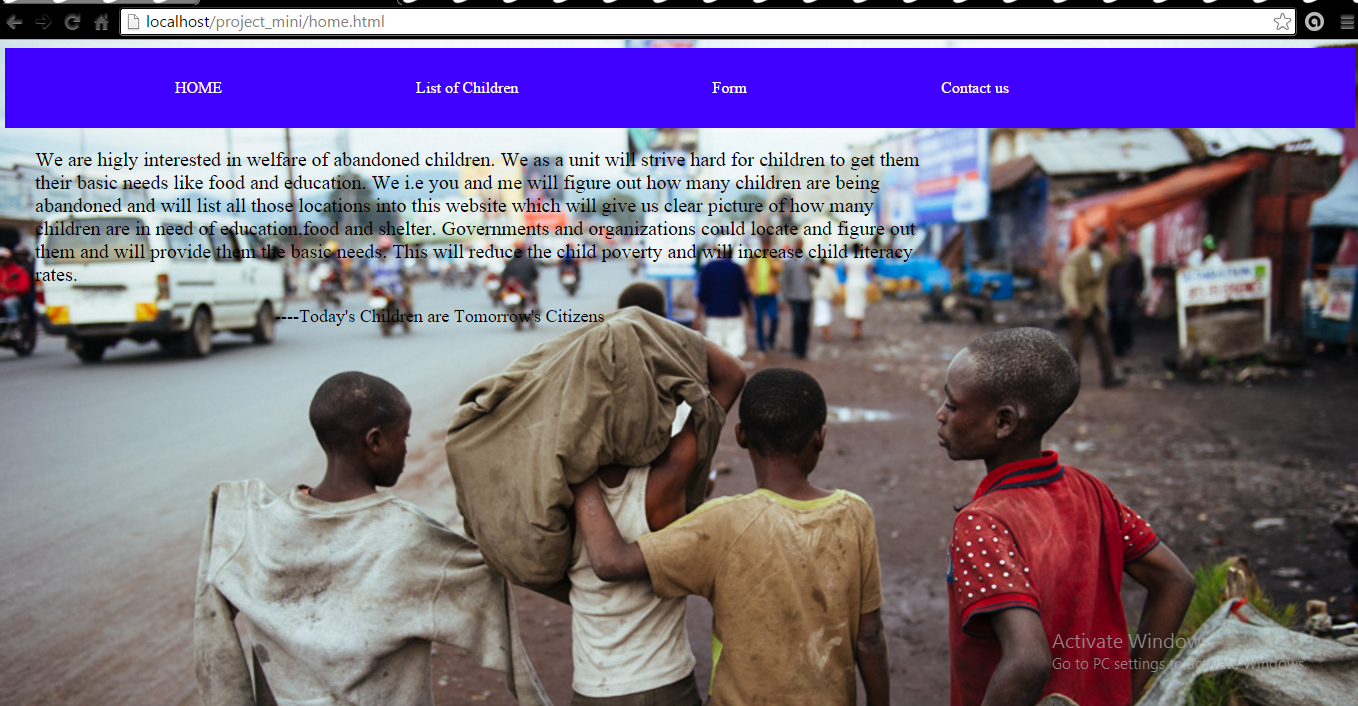 localhost/project_mini/home.html
HOME List of Children Form Contact us
We are higly interested in welfare of abandoned children. We as a unit will strive hard for children to get them
their basic needs like food and education. We i.e you and me will figure out how many children are being
abandoned and will list all those locations into this website which will give us clear picture of how many
children are in need of education.food and shelter. Governments and organizations could locate and figure out
them and will provide them the basic needs. This will reduce the child poverty and will increase child literacy
rates.
----Today's Children are Tomorrow's Citizens
Activate Windows
Go to PC settings to activate Windows.